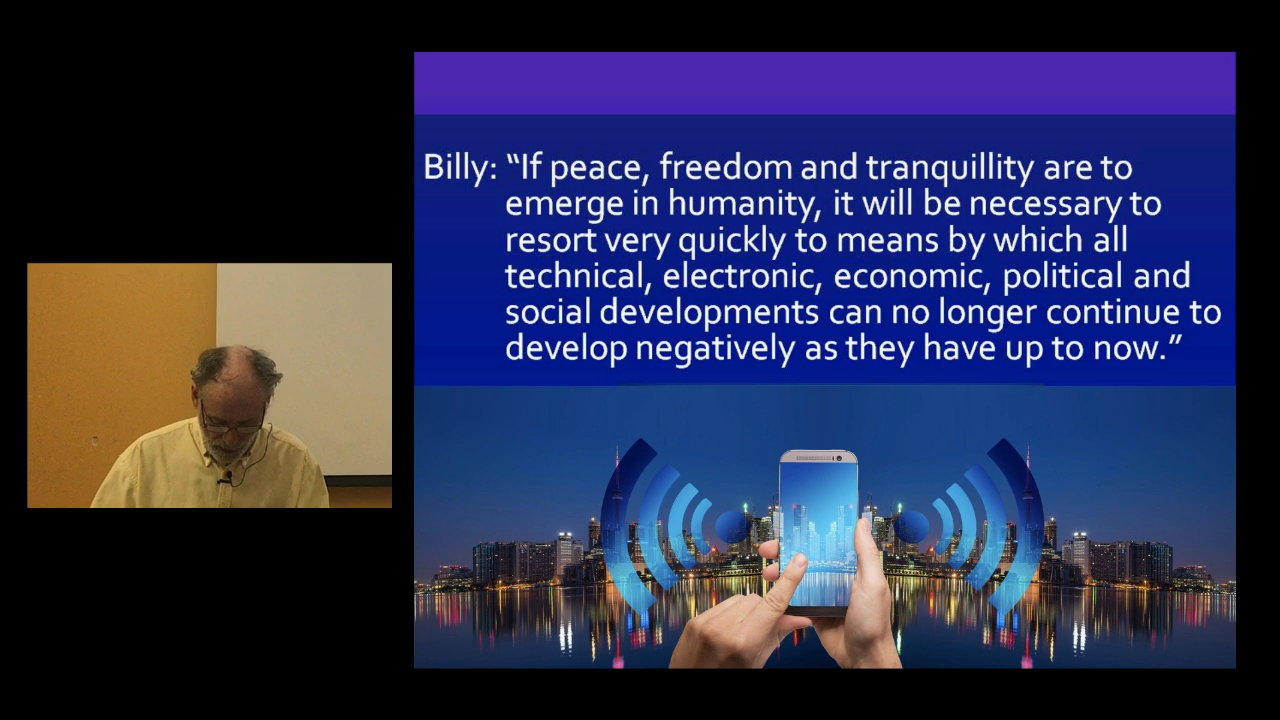 Billy: “If peace, freedom and tranquillity are to
emerge in humanity, it will be necessary to
resort very quickly to means by which all
technical, electronic, economic, political and
social developments can no longer continue to
develop negatively as they have up to now.”